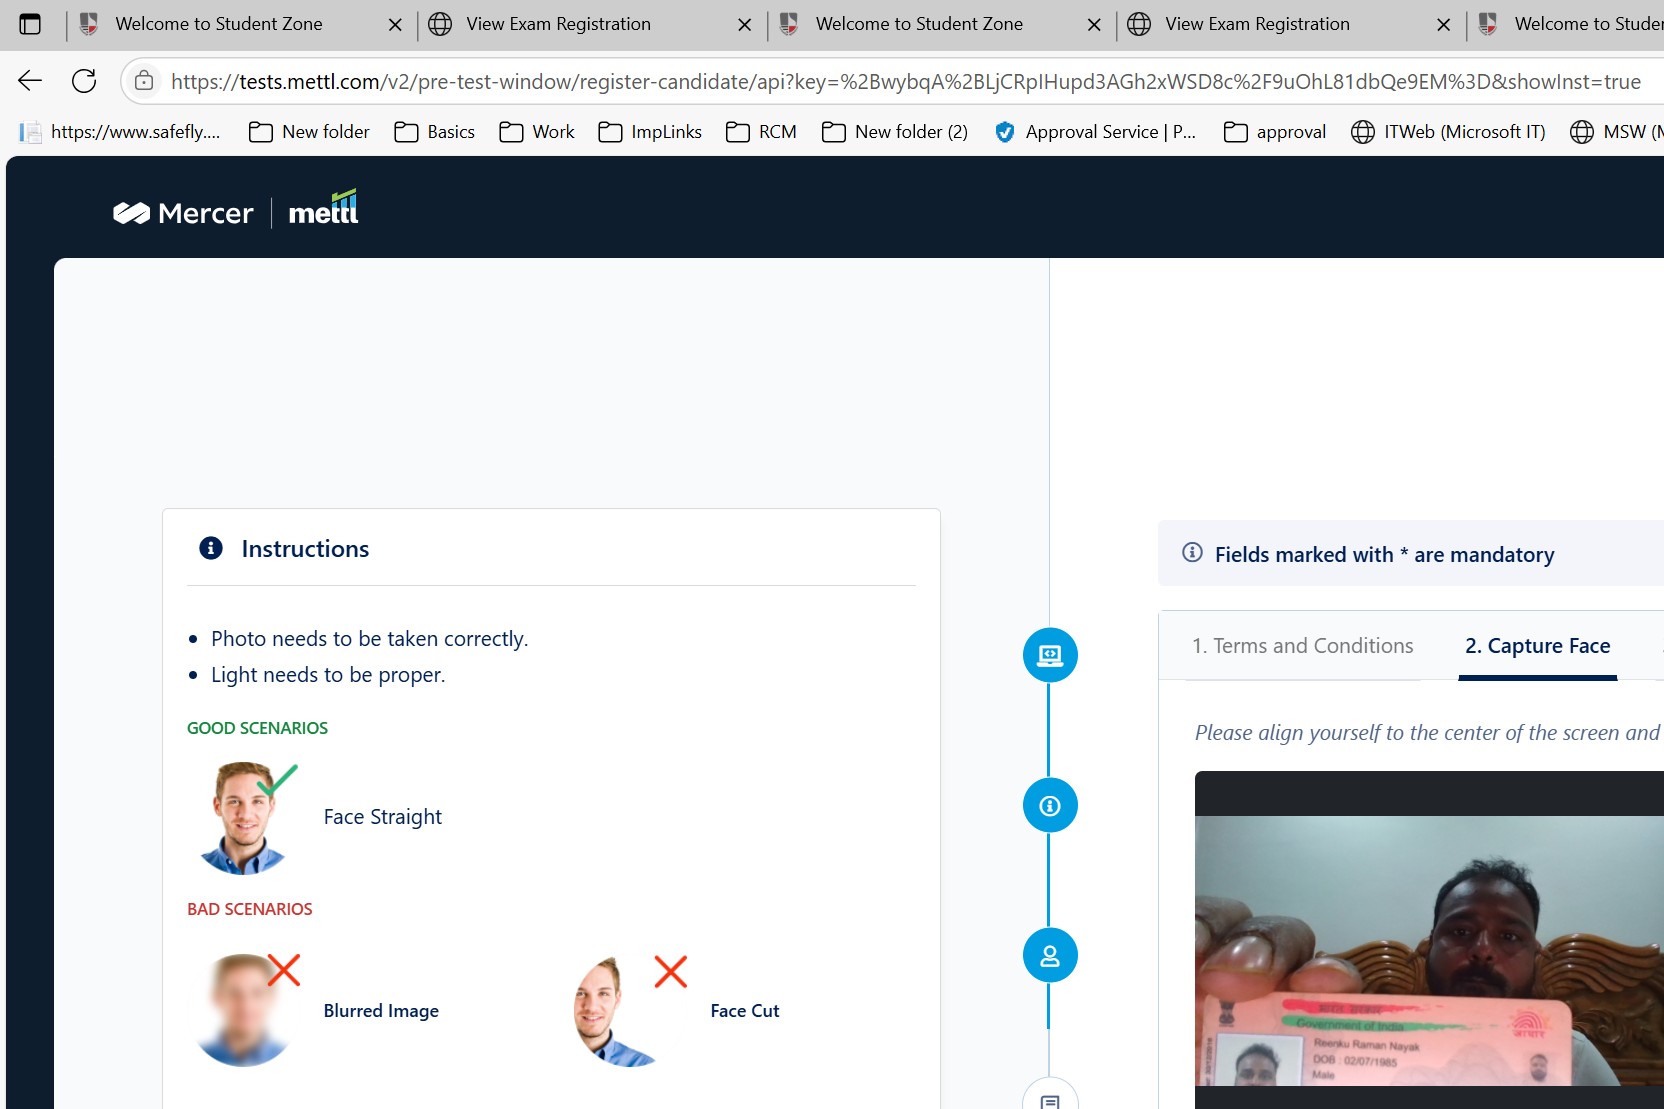 Welcome to Student Zone
View Exam Registration
Welcome to Student Zone
View Exam Registration
Welcome to Studer
https://tests.mettl.com/v2/pre-test-window/register-candidate/api?key=%2BwybqA%2BLjCRpIHupd3AGh2xWSD8c%2F9uOhL81dbQe9EM%3D&showInst=true
https://www.safefly....
New folder
Basics
Work
ImpLinks
RCM
New folder (2)
Approval Service | P...
approval
ITWeb (Microsoft IT)
MSW (M
Mercer
mettl
Instructions
Photo needs to be taken correctly.
Light needs to be proper.
GOOD SCENARIOS
Face Straight
BAD SCENARIOS
Blurred Image
Face Cut
Fields marked with * are mandatory
1. Terms and Conditions
2. Capture Face
Please align yourself to the center of the screen and
Government of India
Reenku Raman Nayak
DOB : 02/07/1985
Male